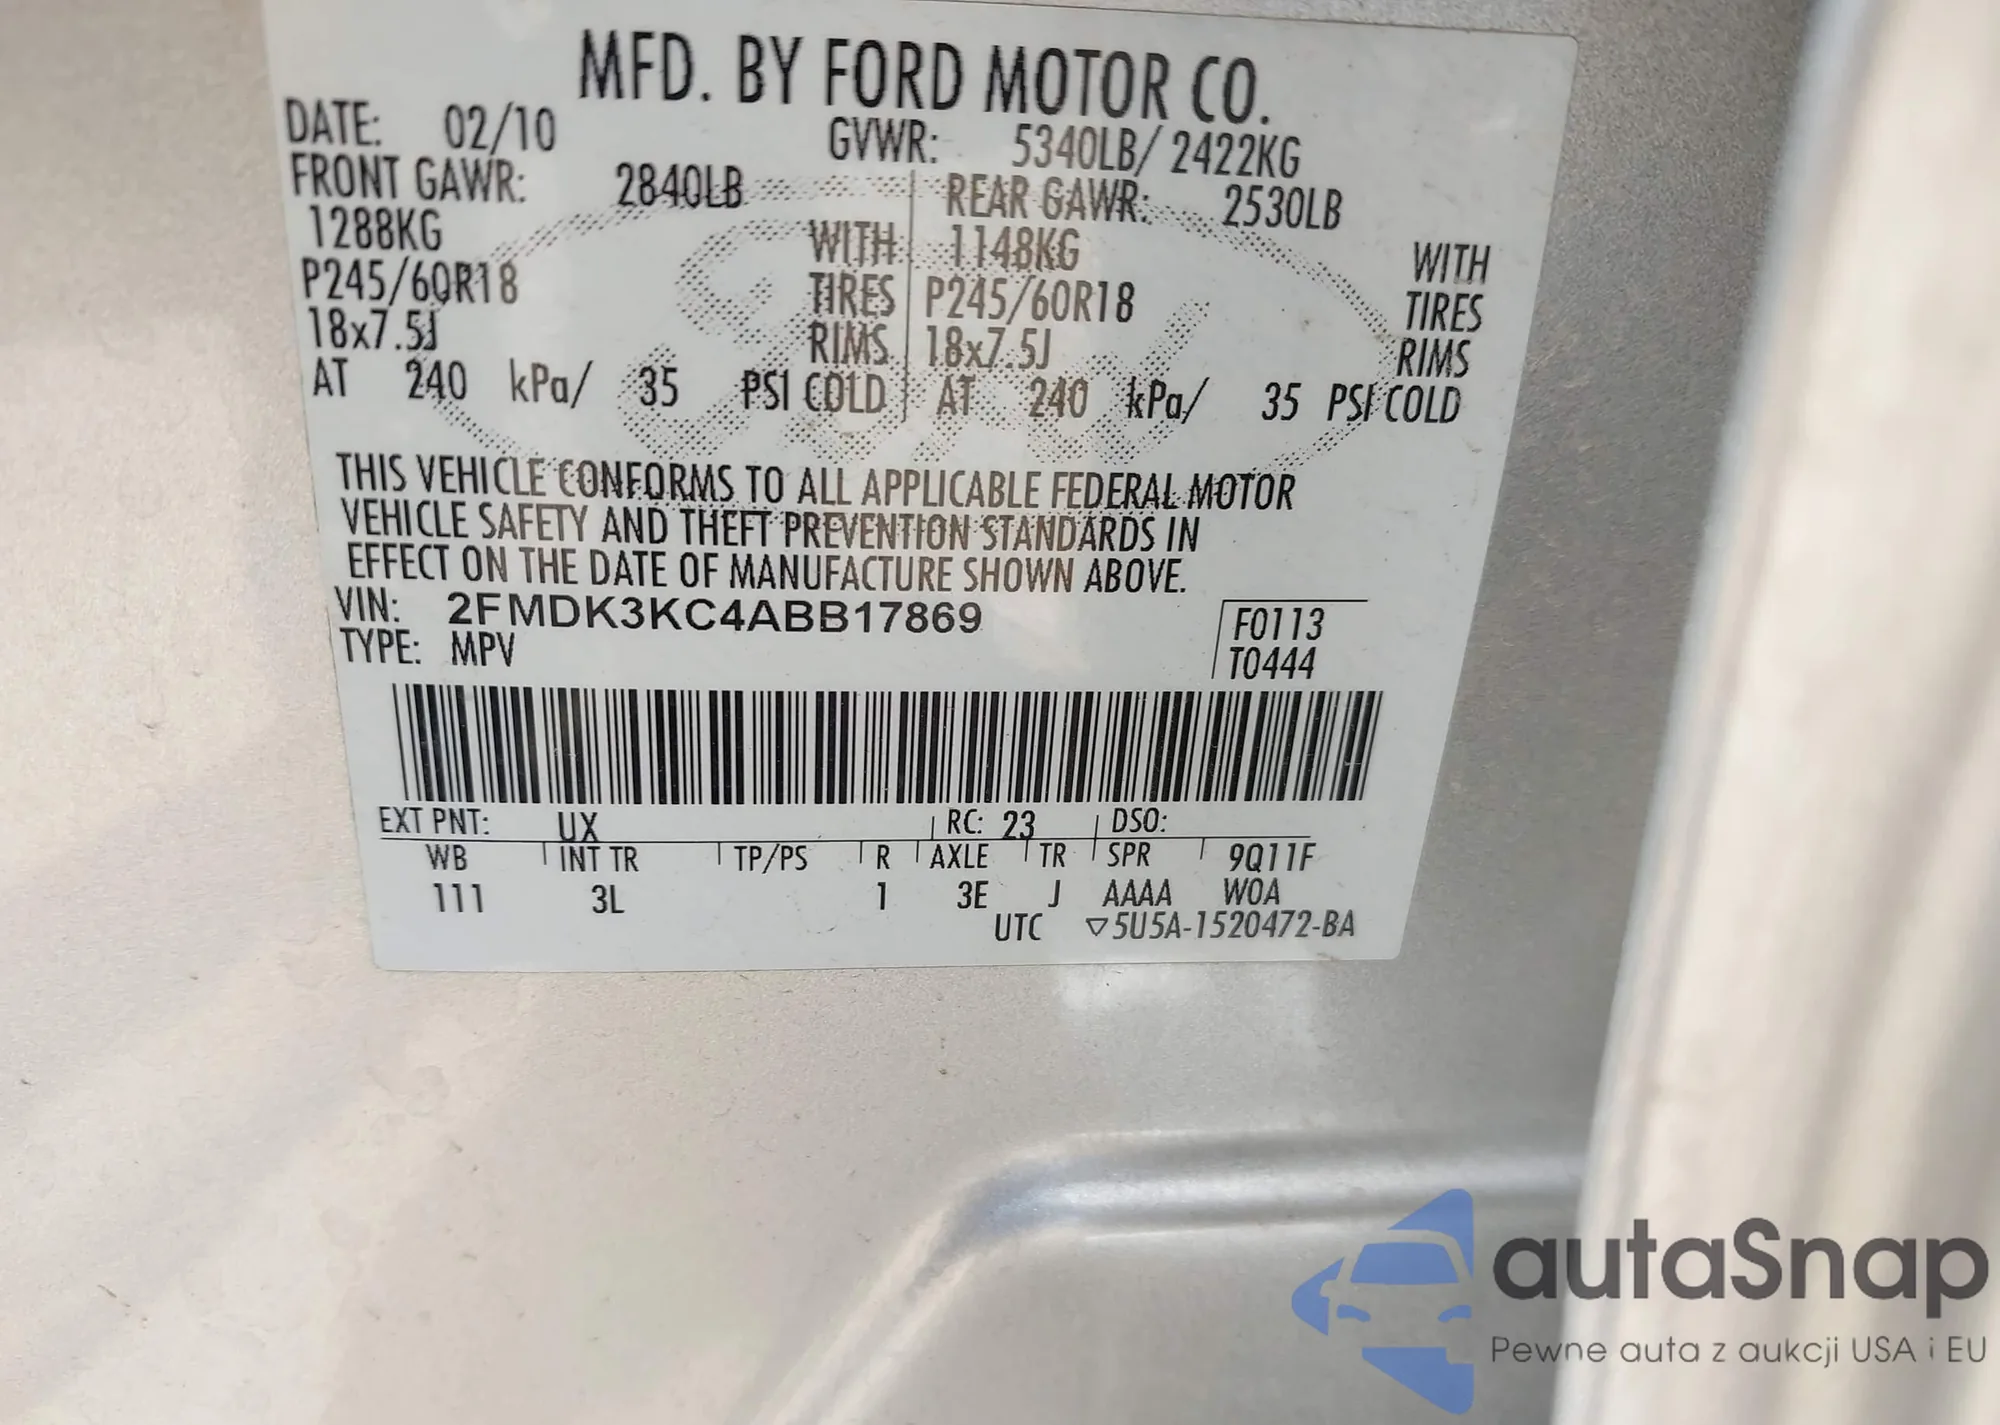 MFD. BY FORD MOTOR CO.
DATE: 02/10 GVWR: 5340LB/ 2422KG
FRONT GAWR: 2840LB REAR GAWR: 2530LB
1288KG WITH 1148KG WITH
P245/60R18 TIRES P245/60R18 TIRES
18x7.5J RIMS 18x7.5J RIMS
AT 240 kPa/ 35 PSI COLD AT 240 kPa/ 35 PSI COLD
THIS VEHICLE CONFORMS TO ALL APPLICABLE FEDERAL MOTOR
VEHICLE SAFETY AND THEFT PREVENTION STANDARDS IN
EFFECT ON THE DATE OF MANUFACTURE SHOWN ABOVE.
VIN: 2FMDK3KC4ABB17869 F0113
TYPE: MPV T0444
EXT PNT: UX RC: 23 DSO:
WB INT TR TP/PS R AXLE TR SPR 9Q11F
111 3L 1 3E J AAAA WOA
UTC ▽5U5A-1520472-BA
autaSnap
Pewne auta z aukcji USA i EU